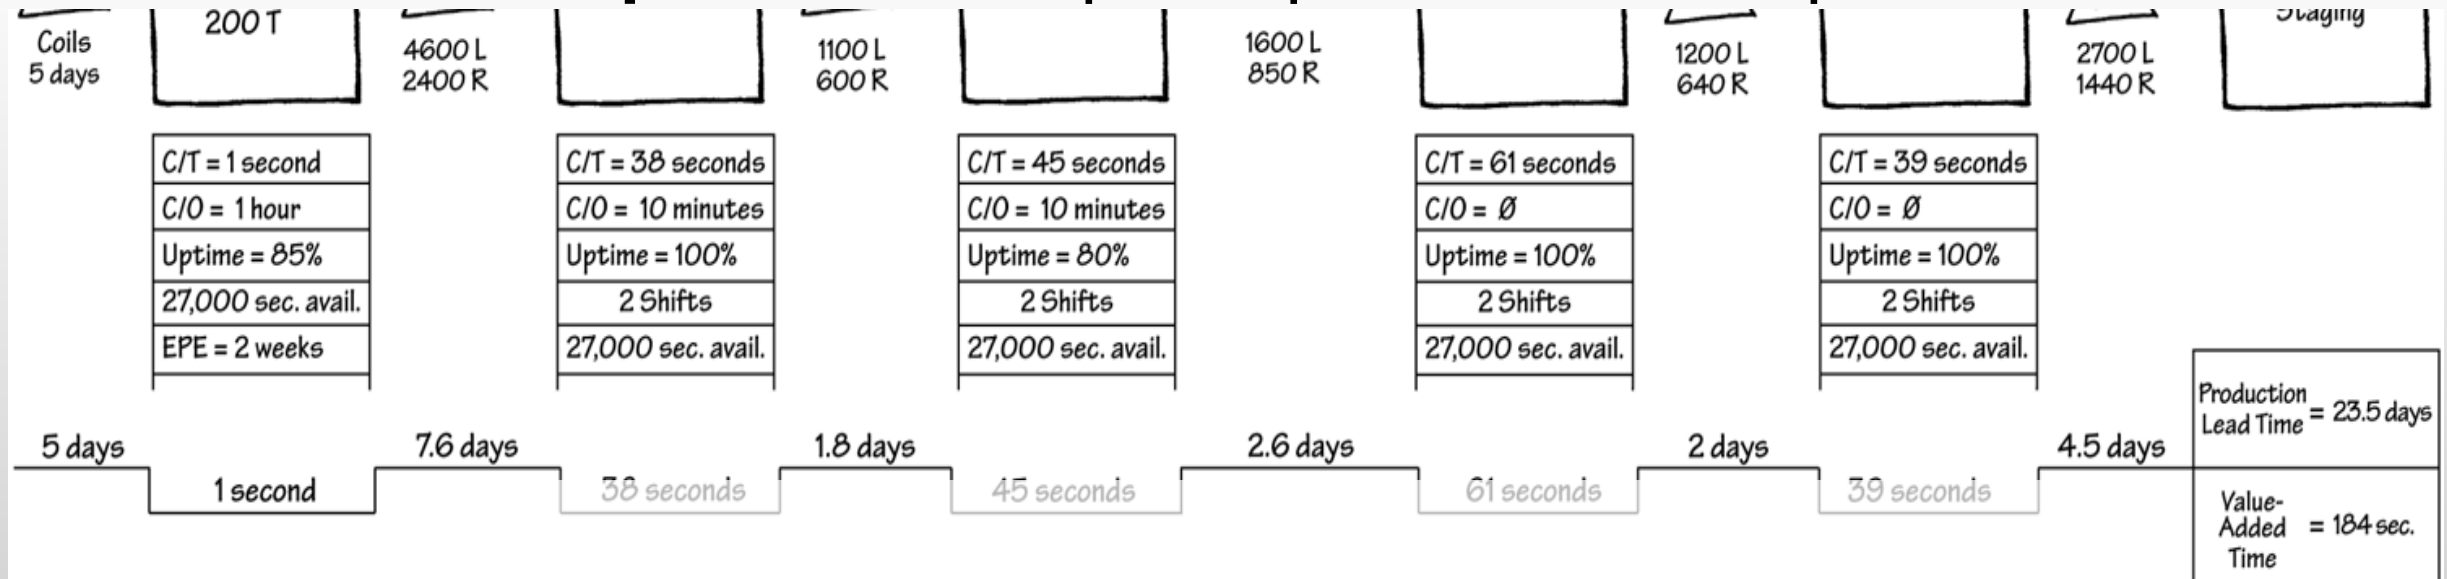 Coils
5 days
200 T
4600 L
2400 R
1100 L
600 R
1600 L
850 R
1200 L
640 R
2700 L
1440 R
Staging
C/T = 1 second
C/O = 1 hour
Uptime = 85%
27,000 sec. avail.
EPE = 2 weeks
C/T = 38 seconds
C/O = 10 minutes
Uptime = 100%
2 Shifts
27,000 sec. avail.
C/T = 45 seconds
C/O = 10 minutes
Uptime = 80%
2 Shifts
27,000 sec. avail.
C/T = 61 seconds
C/O = Ø
Uptime = 100%
2 Shifts
27,000 sec. avail.
C/T = 39 seconds
C/O = Ø
Uptime = 100%
2 Shifts
27,000 sec. avail.
5 days
1 second
7.6 days
38 seconds
1.8 days
45 seconds
2.6 days
61 seconds
2 days
39 seconds
4.5 days
Production
Lead Time = 23.5 days
Value-
Added = 184 sec.
Time